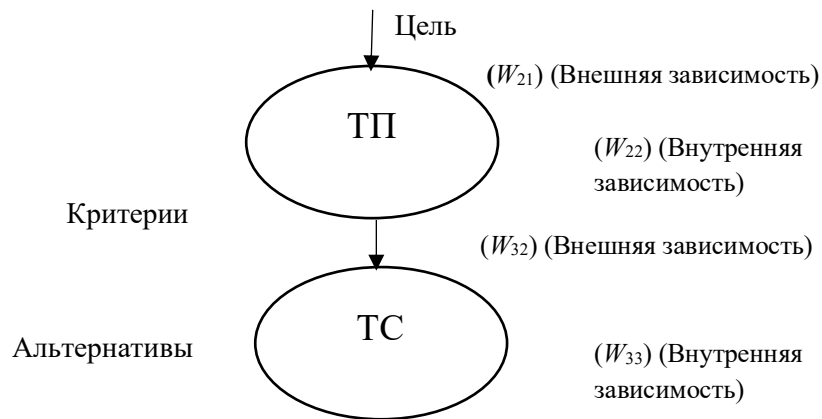 Цель
(W21) (Внешняя зависимость)
ТП
(W22) (Внутренняя
зависимость)
Критерии
(W32) (Внешняя зависимость)
ТС
Альтернативы
(W33) (Внутренняя
зависимость)